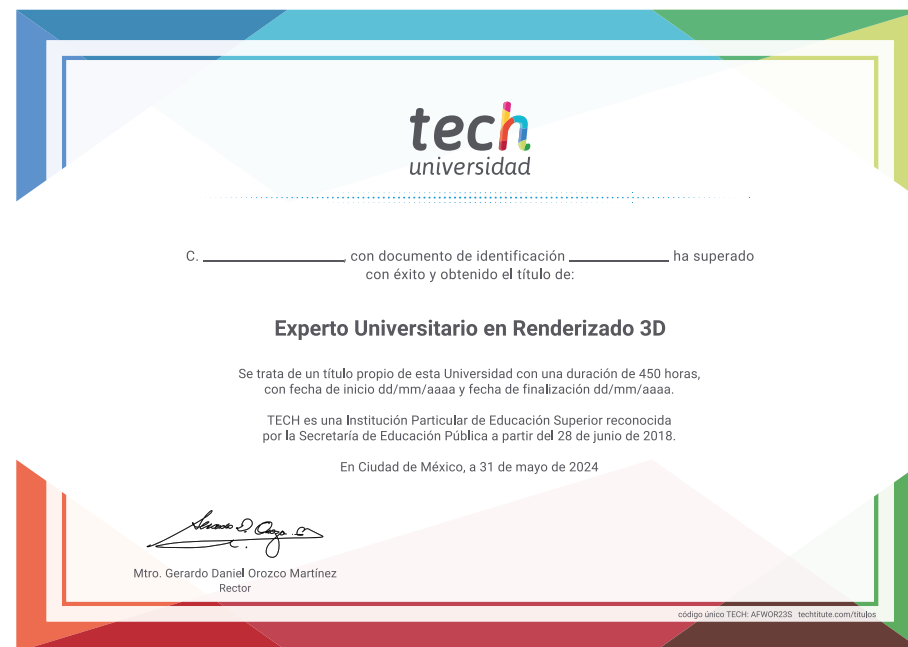 tech
universidad
C. ____________, con documento de identificación ____________ ha superado
con éxito y obtenido el título de:
Experto Universitario en Renderizado 3D
Se trata de un título propio de esta Universidad con una duración de 450 horas,
con fecha de inicio dd/mm/aaaa y fecha de finalización dd/mm/aaaa.
TECH es una Institución Particular de Educación Superior reconocida
por la Secretaría de Educación Pública a partir del 28 de junio de 2018.
En Ciudad de México, a 31 de mayo de 2024
Mtro. Gerardo Daniel Orozco Martínez
Rector
código único TECH: AFWOR23S techtitute.com/titulos